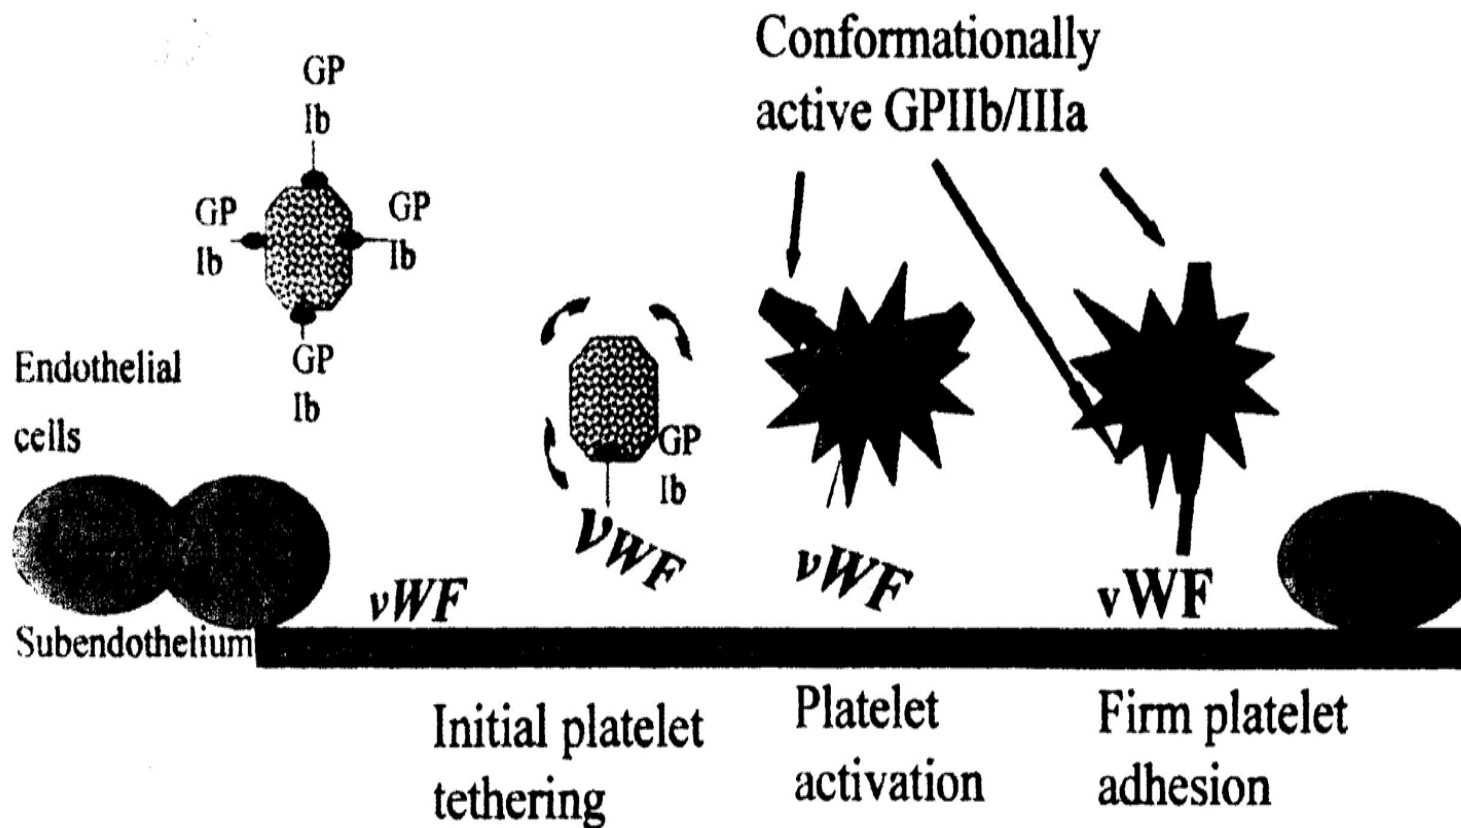 Conformationally
active GPIIb/IIIa
GP
Ib
GP
Ib
GP
Ib
GP
Ib
Endothelial
cells
GP
Ib
vWF
vWF
vWF
vWF
Subendothelium
Initial platelet
tethering
Platelet
activation
Firm platelet
adhesion